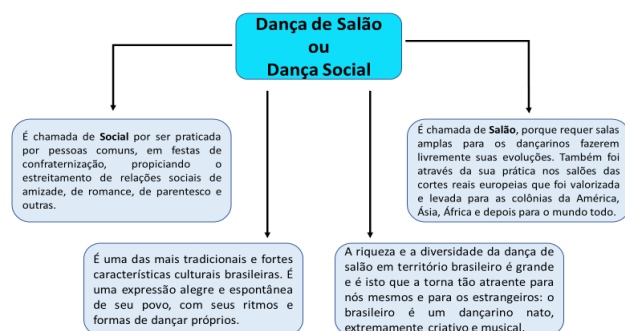 Dança de Salão
ou
Dança Social
É chamada de Social por ser praticada
por pessoas comuns, em festas de
confraternização, propiciando o
estreitamento de relações sociais de
amizade, de romance, de parentesco e
outras.
É chamada de Salão, porque requer salas
amplas para os dançarinos fazerem
livremente suas evoluções. Também foi
através da sua prática nos salões das
cortes reais europeias que foi valorizada
e levada para as colônias da América,
Ásia, África e depois para o mundo todo.
É uma das mais tradicionais e fortes
características culturais brasileiras. É
uma expressão alegre e espontânea
de seu povo, com seus ritmos e
formas de dançar próprios.
A riqueza e a diversidade da dança de
salão em território brasileiro é grande
e é isto que a torna tão atraente para
nós mesmos e para os estrangeiros: o
brasileiro é um dançarino nato,
extremamente criativo e musical.